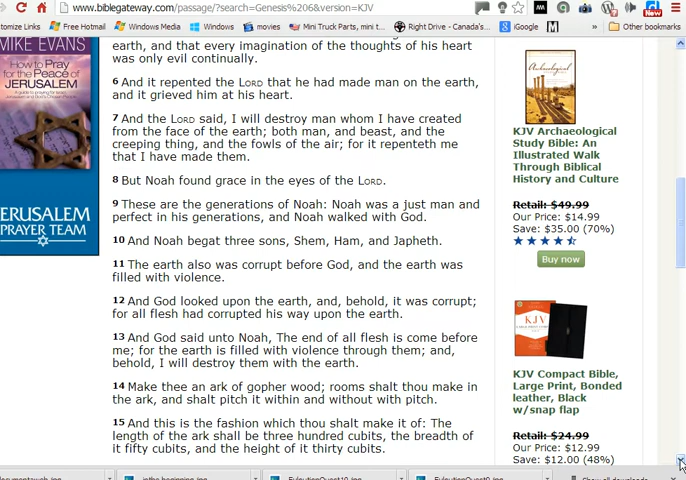 www.biblegateway.com/passage/?search=Genesis%206&version=KJV
Free Hotmail
Windows Media
movies
Mini Truck Parts, mini t...
Right Drive - Canada's...
iGoogle
M
Other bookmarks
New
MIKE EVANS
How to Pray
for the Peace of
JERUSALEM
ERUSALEM
PRAYER TEAM
earth, and that every imagination of the thoughts of his heart
was only evil continually.
6 And it repented the LORD that he had made man on the earth,
and it grieved him at his heart.
7 And the LORD said, I will destroy man whom I have created
from the face of the earth; both man, and beast, and the
creeping thing, and the fowls of the air; for it repenteth me
that I have made them.
8 But Noah found grace in the eyes of the LORD.
9 These are the generations of Noah: Noah was a just man and
perfect in his generations, and Noah walked with God.
10 And Noah begat three sons, Shem, Ham, and Japheth.
11 The earth also was corrupt before God, and the earth was
filled with violence.
12 And God looked upon the earth, and, behold, it was corrupt;
for all flesh had corrupted his way upon the earth.
13 And God said unto Noah, The end of all flesh is come before
me; for the earth is filled with violence through them; and,
behold, I will destroy them with the earth.
14 Make thee an ark of gopher wood; rooms shalt thou make in
the ark, and shalt pitch it within and without with pitch.
15 And this is the fashion which thou shalt make it of: The
length of the ark shall be three hundred cubits, the breadth of
it fifty cubits, and the height of it thirty cubits.
KJV Archaeological
Study Bible: An
Illustrated Walk
Through Biblical
History and Culture
Retail: $49.99
Our Price: $14.99
Save: $35.00 (70%)
Buy now
KJV
KJV Compact Bible,
Large Print, Bonded
leather, Black
w/snap flap
Retail: $24.99
Our Price: $12.99
Save: $12.00 (48%)
inthe beginning.jpg
Show all downloads